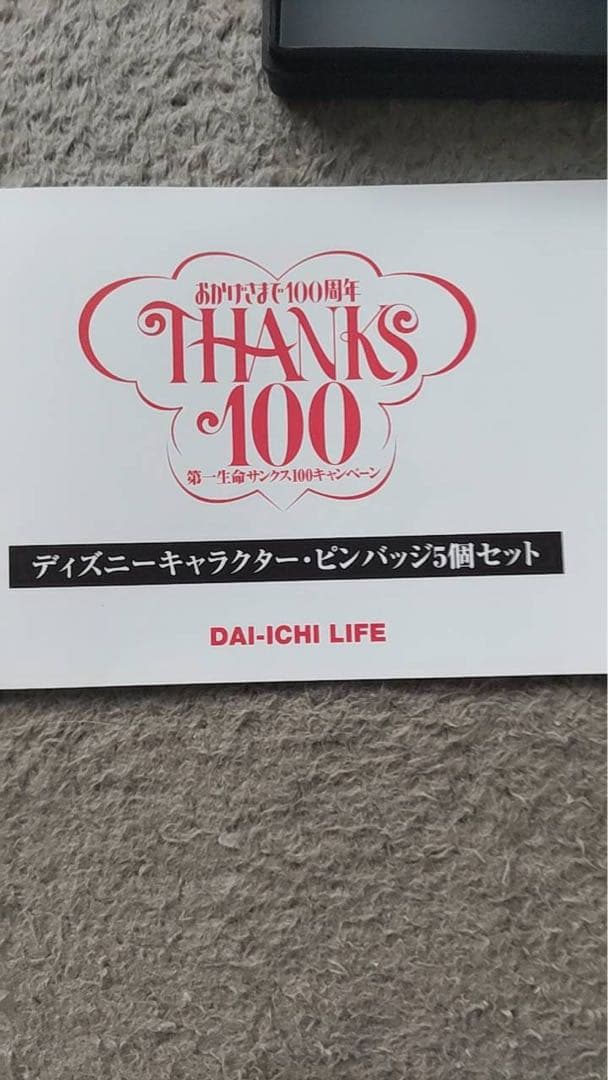 おかげさまで100周年
THANKS
100
第一生命サンクス100キャンペーン
ディズニーキャラクター・ピンバッジ5個セット
DAI-ICHI LIFE